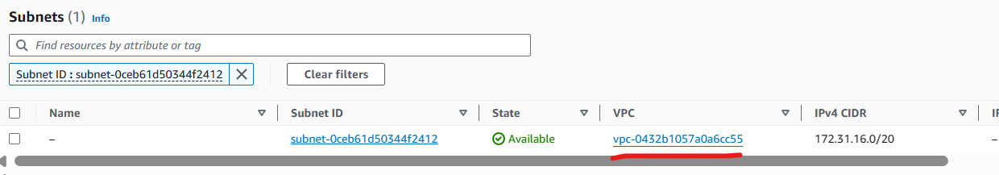 Subnets (1) Info
Find resources by attribute or tag
Subnet ID : subnet-0ceb61d50344f2412 Clear filters
Name Subnet ID State VPC IPv4 CIDR
– subnet-0ceb61d50344f2412 Available vpc-0432b1057a0a6cc55 172.31.16.0/20 –